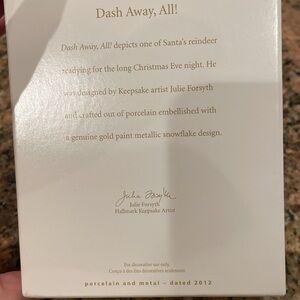 Dash Away, All!
Dash Away, All! depicts one of Santa's reindeer
readying for the long Christmas Eve night. He
was designed by Keepsake artist Julie Forsyth
and crafted out of porcelain embellished with
a genuine gold paint metallic snowflake design.
Julie Forsyth
Julie Forsyth
Hallmark Keepsake Artist
For decorative use only.
Conçu à des fins décoratives seulement.
porcelain and metal – dated 2012